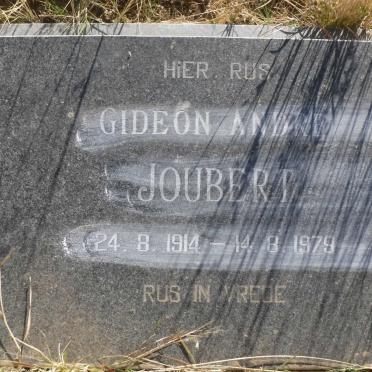 HIER RUS
GIDEON ANDRE
JOUBERT
24. 8. 1914 – 14. 8. 1979
RUS IN VREDE